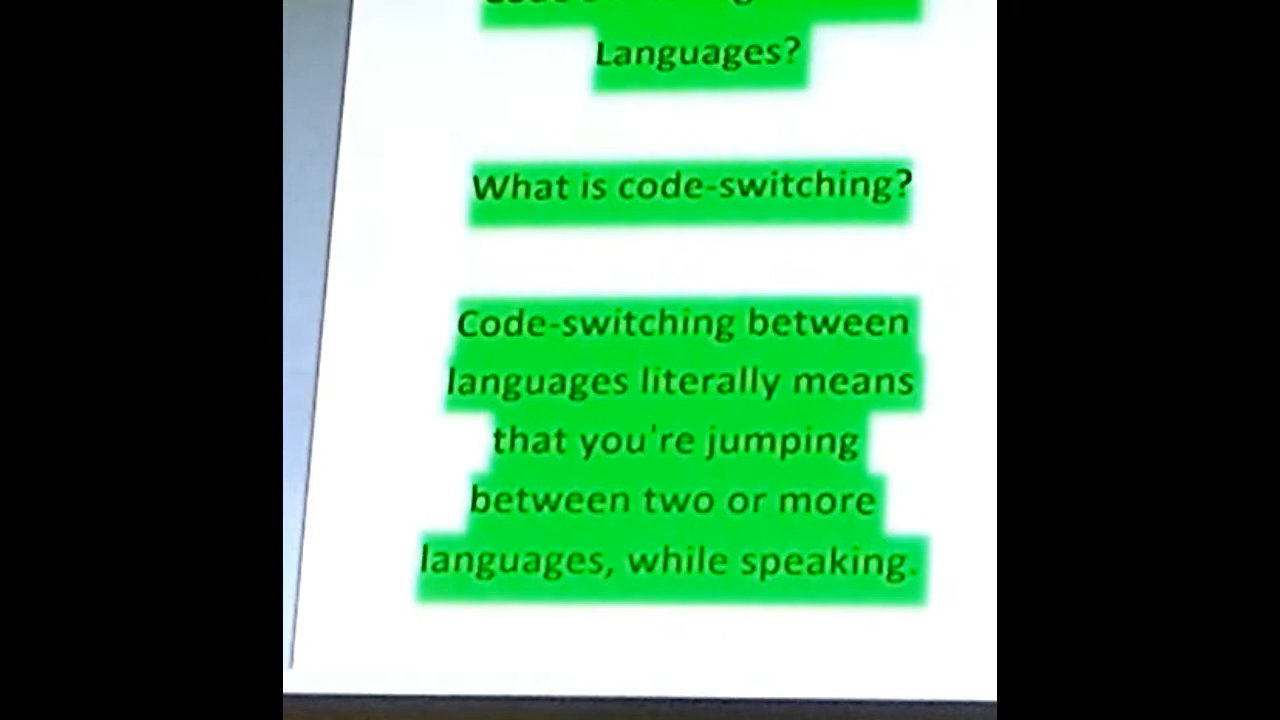 Languages?
What is code-switching?
Code-switching between
languages literally means
that you're jumping
between two or more
languages, while speaking.